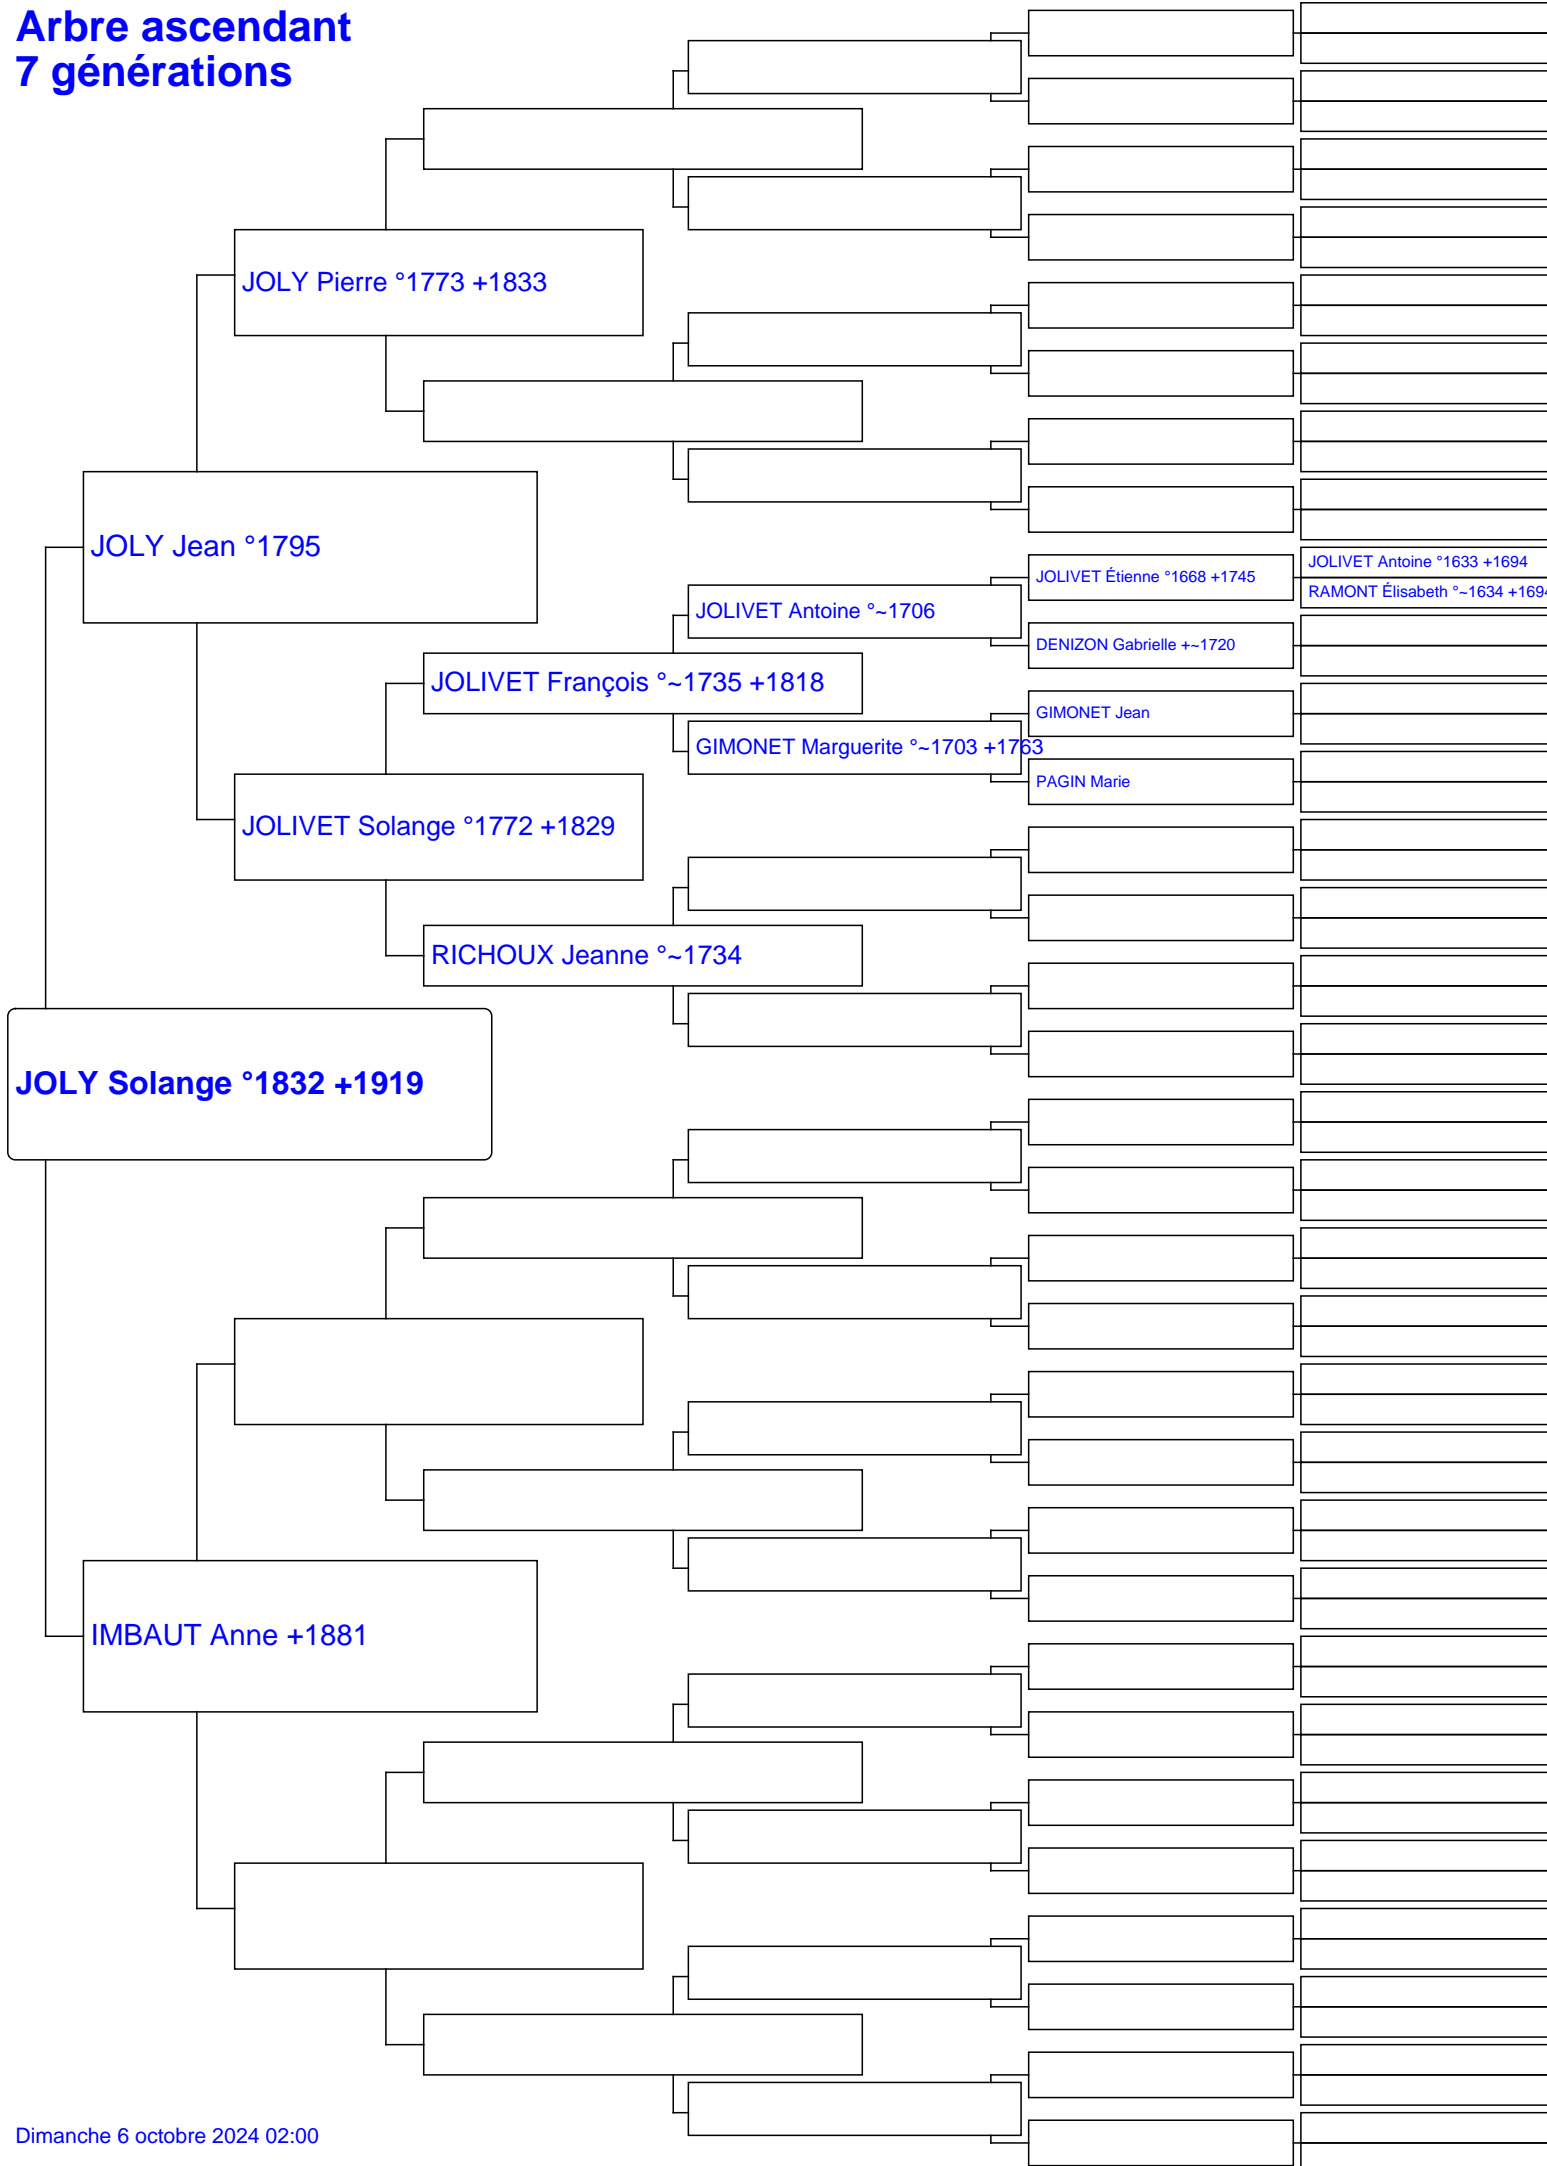 Arbre ascendant
7 générations
JOLY Pierre °1773 +1833
JOLY Jean °1795
JOLIVET Antoine °1633 +1694
JOLIVET Étienne °1668 +1745
RAMONT Élisabeth °~1634 +1694
JOLIVET Antoine °~1706
DENIZON Gabrielle +~1720
JOLIVET François °~1735 +1818
GIMONET Jean
GIMONET Marguerite °~1703 +1763
PAGIN Marie
JOLIVET Solange °1772 +1829
RICHOUX Jeanne °~1734
JOLY Solange °1832 +1919
IMBAUT Anne +1881
Dimanche 6 octobre 2024 02:00